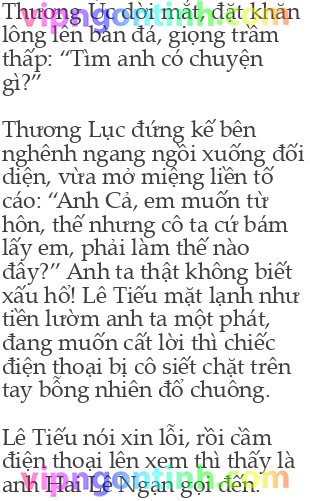 Thương Úc dời mắt, đặt khăn
lông lên bàn đá, giọng trầm
thấp: “Tìm anh có chuyện
gì?”
Thương Lục đứng kế bên
nghênh ngang ngồi xuống đối
diện, vừa mở miệng liền tố
cáo: “Anh Cả, em muốn từ
hôn, thế nhưng cô ta cứ bám
lấy em, phải làm thế nào
đây?” Anh ta thật không biết
xấu hổ! Lê Tiếu mặt lạnh như
tiền lườm anh ta một phát,
đang muốn cất lời thì chiếc
điện thoại bị cô siết chặt trên
tay bỗng nhiên đổ chuông.
Lê Tiếu nói xin lỗi, rồi cầm
điện thoại lên xem thì thấy là
anh Hai Lê Ngạn gọi đến.
vipngontinh.com
vipngontinh.com